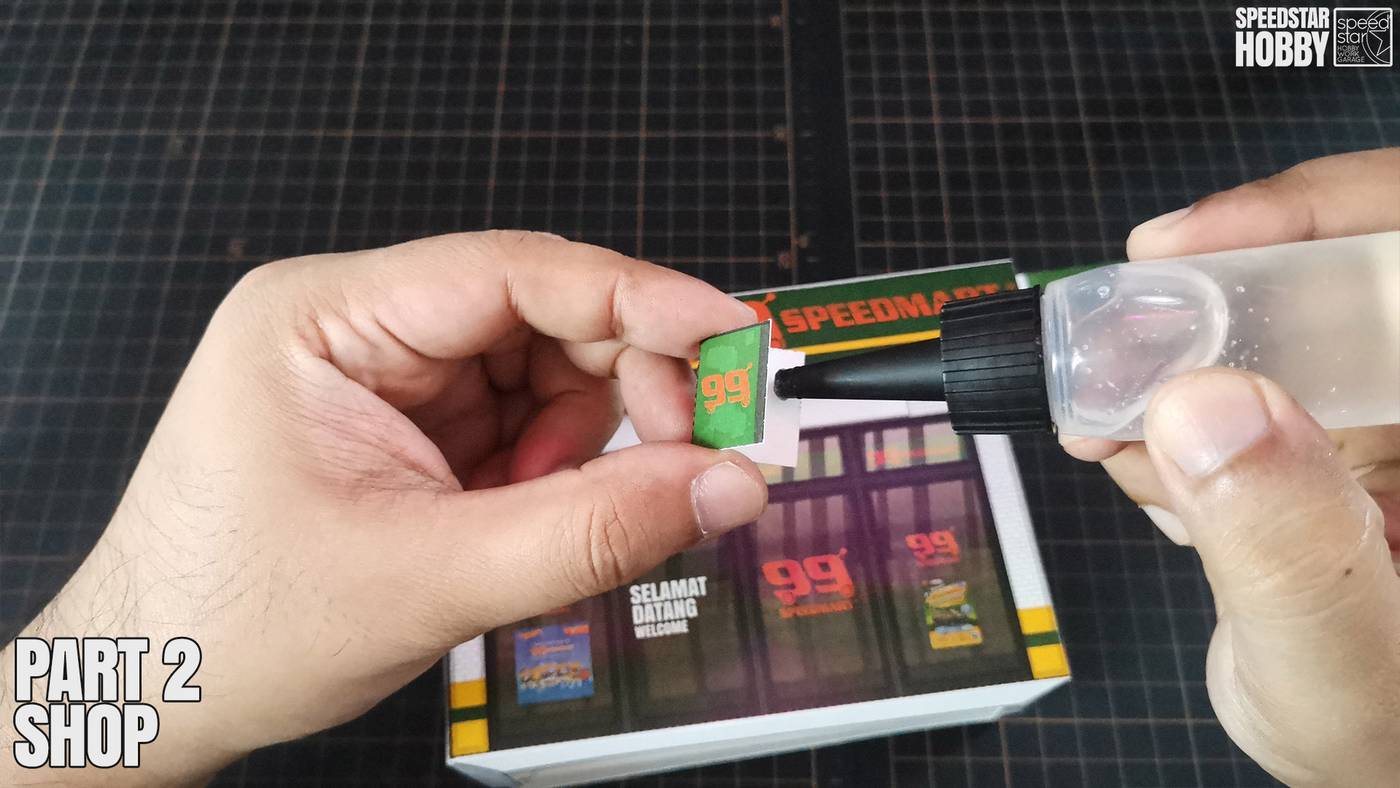 SPEEDSTAR
HOBBY
speed
star
HOBBY
WORK
GARAGE
SPEEDMART
99
SELAMAT
DATANG
WELCOME
99
SPEEDMART
99
PART 2
SHOP